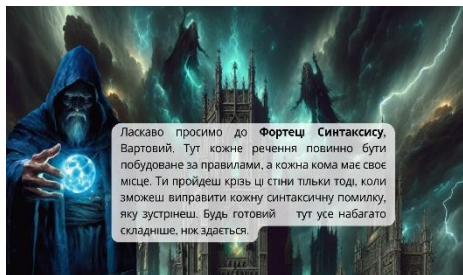 Ласкаво просимо до Фортеці Синтаксису,
Вартовий. Тут кожне речення повинно бути
побудоване за правилами, а кожна кома має своє
місце. Ти пройдеш крізь ці стіни тільки тоді, коли
зможеш виправити кожну синтаксичну помилку,
яку зустрінеш. Будь готовий тут усе набагато
складніше, ніж здається.